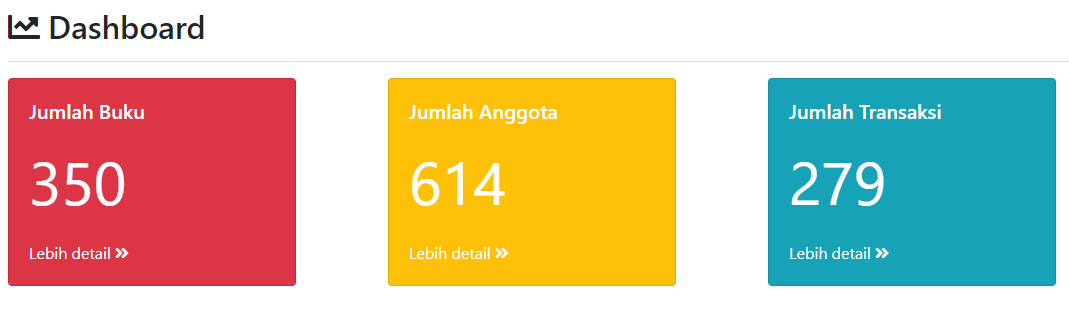 Dashboard
Jumlah Buku
350
Lebih detail
Jumlah Anggota
614
Lebih detail
Jumlah Transaksi
279
Lebih detail